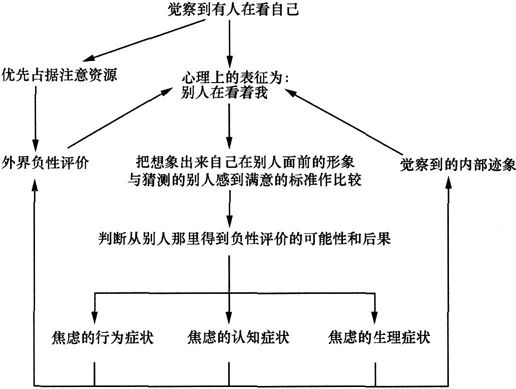 觉察到有人在看自己
优先占据注意资源
心理上的表征为：
别人在看着我
外界负性评价
把想象出来自己在别人面前的形象
与猜测的别人感到满意的标准作比较
觉察到的内部迹象
判断从别人那里得到负性评价的可能性和后果
焦虑的行为症状
焦虑的认知症状
焦虑的生理症状